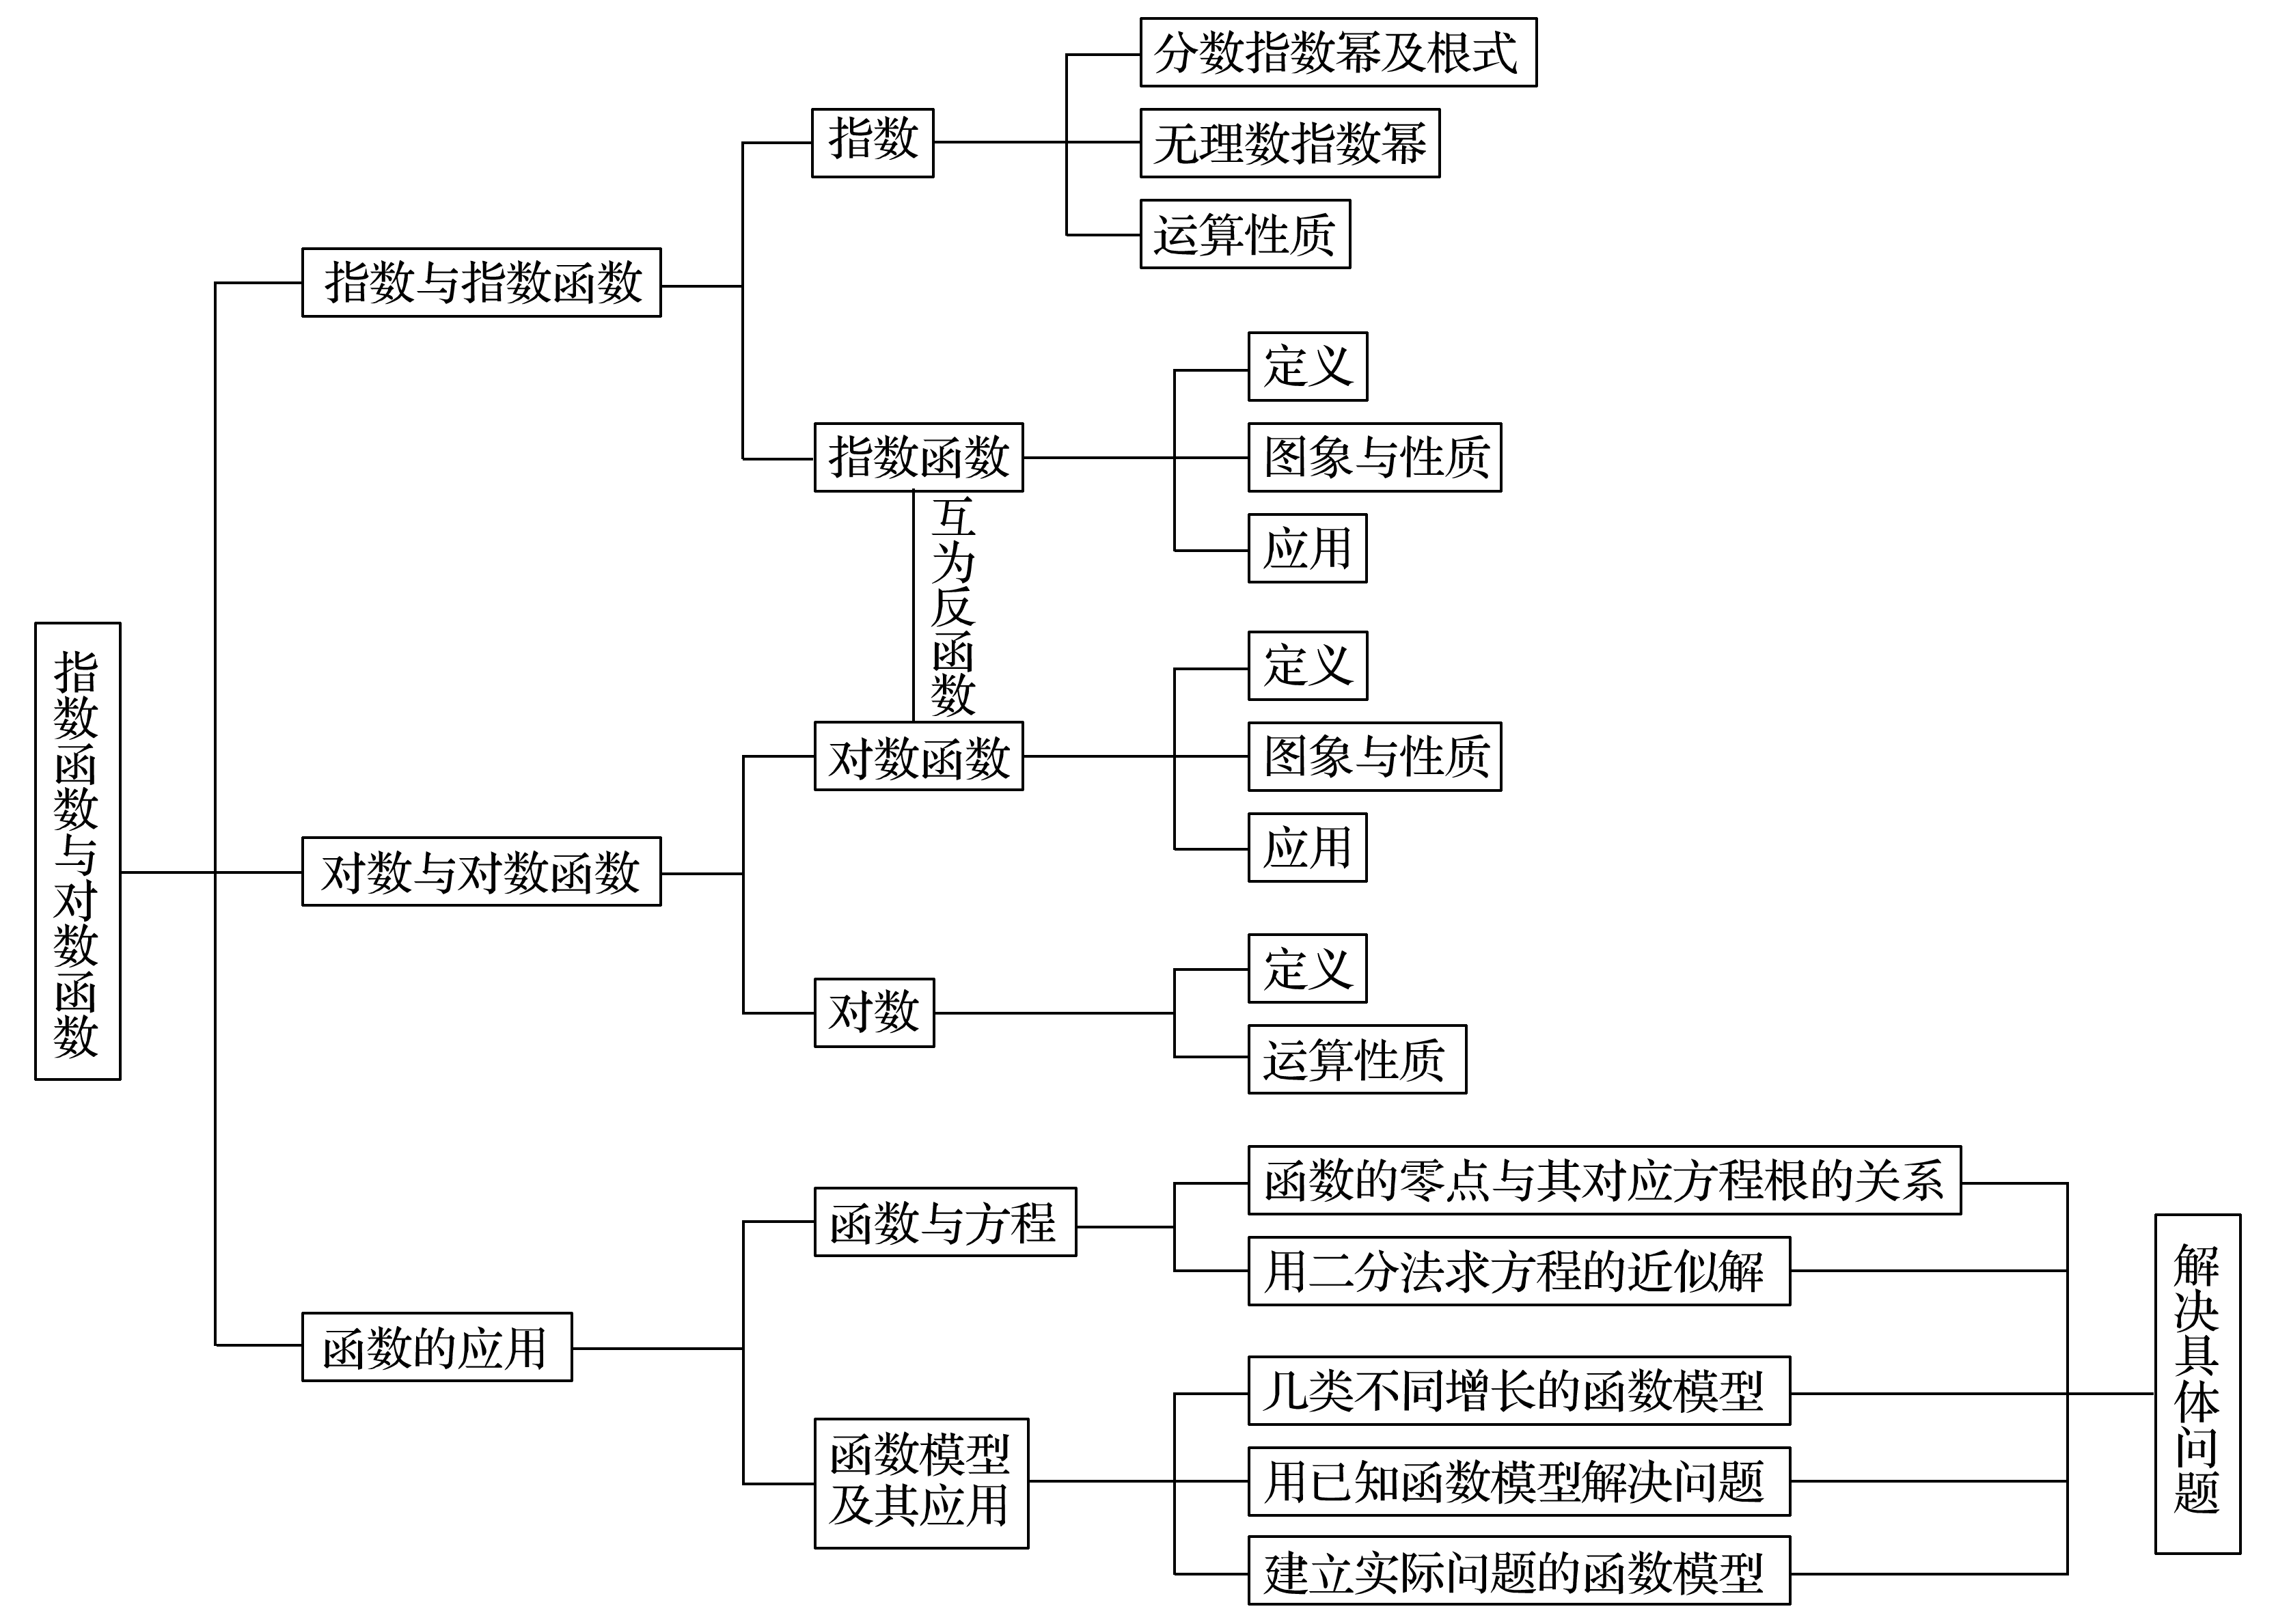 指数函数与对数函数
指数与指数函数
指数
分数指数幂及根式
无理数指数幂
运算性质
指数函数
定义
图象与性质
应用
互为反函数
对数与对数函数
对数函数
定义
图象与性质
应用
对数
定义
运算性质
函数的应用
函数与方程
函数的零点与其对应方程根的关系
用二分法求方程的近似解
函数模型
及其应用
几类不同增长的函数模型
用已知函数模型解决问题
建立实际问题的函数模型
解决具体问题